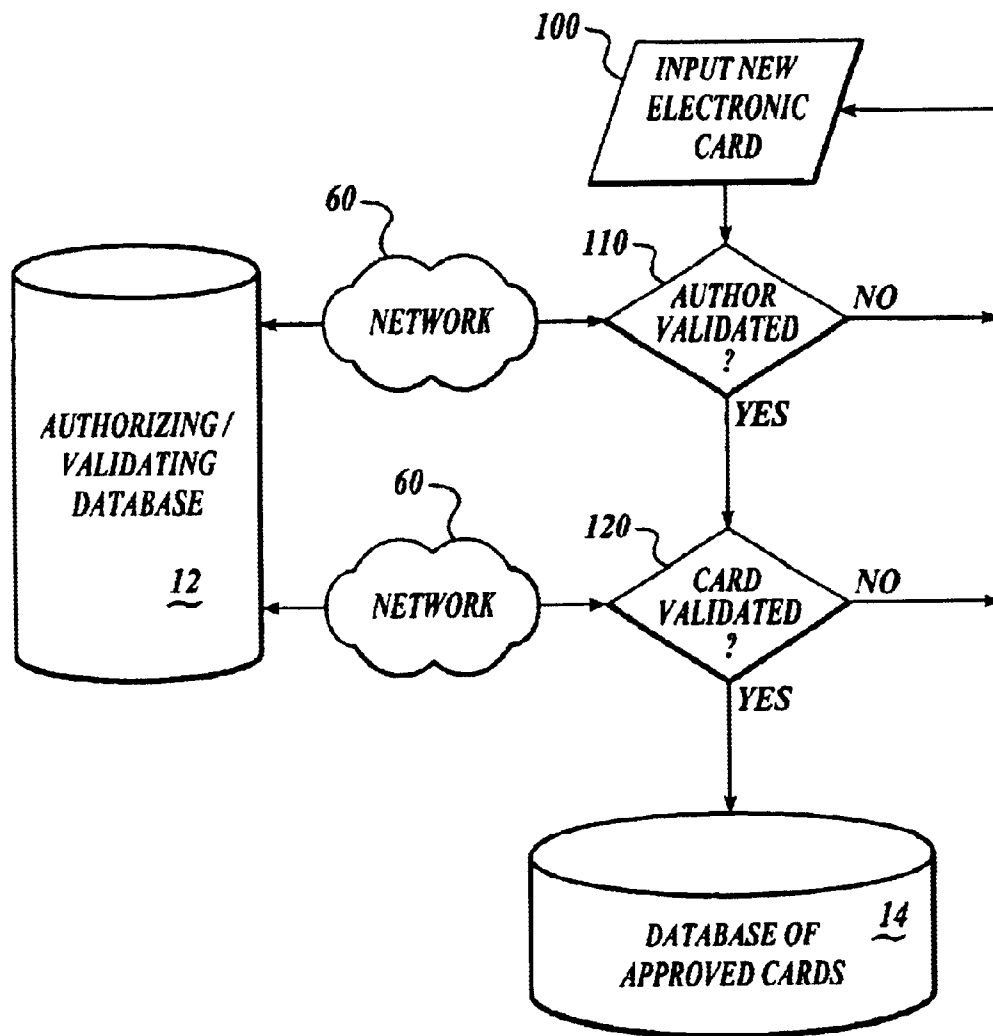 100
INPUT NEW
ELECTRONIC
CARD
60
110
NETWORK
AUTHOR
VALIDATED
?
NO
YES
AUTHORIZING /
VALIDATING
DATABASE
12
60
120
NETWORK
CARD
VALIDATED
?
NO
YES
14
DATABASE OF
APPROVED CARDS